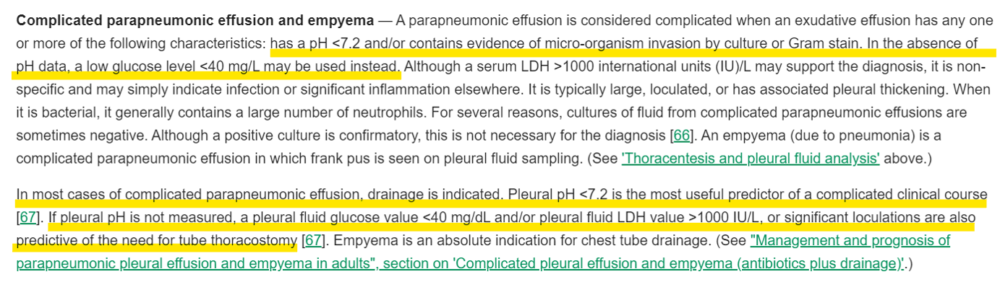 Complicated parapneumonic effusion and empyema — A parapneumonic effusion is considered complicated when an exudative effusion has any one
or more of the following characteristics: has a pH <7.2 and/or contains evidence of micro-organism invasion by culture or Gram stain. In the absence of
pH data, a low glucose level <40 mg/L may be used instead. Although a serum LDH >1000 international units (IU)/L may support the diagnosis, it is non-
specific and may simply indicate infection or significant inflammation elsewhere. It is typically large, loculated, or has associated pleural thickening. When
it is bacterial, it generally contains a large number of neutrophils. For several reasons, cultures of fluid from complicated parapneumonic effusions are
sometimes negative. Although a positive culture is confirmatory, this is not necessary for the diagnosis [66]. An empyema (due to pneumonia) is a
complicated parapneumonic effusion in which frank pus is seen on pleural fluid sampling. (See 'Thoracentesis and pleural fluid analysis' above.)
In most cases of complicated parapneumonic effusion, drainage is indicated. Pleural pH <7.2 is the most useful predictor of a complicated clinical course
[67]. If pleural pH is not measured, a pleural fluid glucose value <40 mg/dL and/or pleural fluid LDH value >1000 IU/L, or significant loculations are also
predictive of the need for tube thoracostomy [67]. Empyema is an absolute indication for chest tube drainage. (See "Management and prognosis of
parapneumonic pleural effusion and empyema in adults", section on 'Complicated pleural effusion and empyema (antibiotics plus drainage)'.)